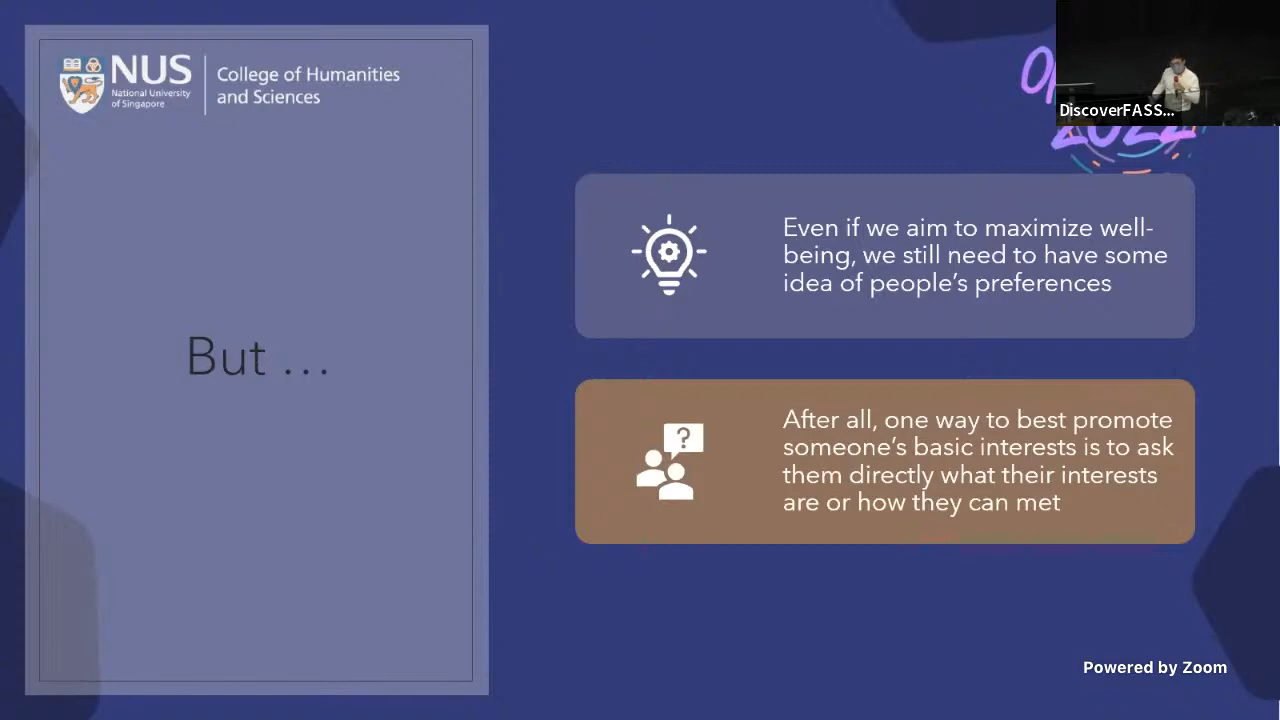 NUS
National University
of Singapore
College of Humanities
and Sciences
DiscoverFASS...
2022
But ...
Even if we aim to maximize well-
being, we still need to have some
idea of people's preferences
After all, one way to best promote
someone's basic interests is to ask
them directly what their interests
are or how they can met
?
Powered by Zoom